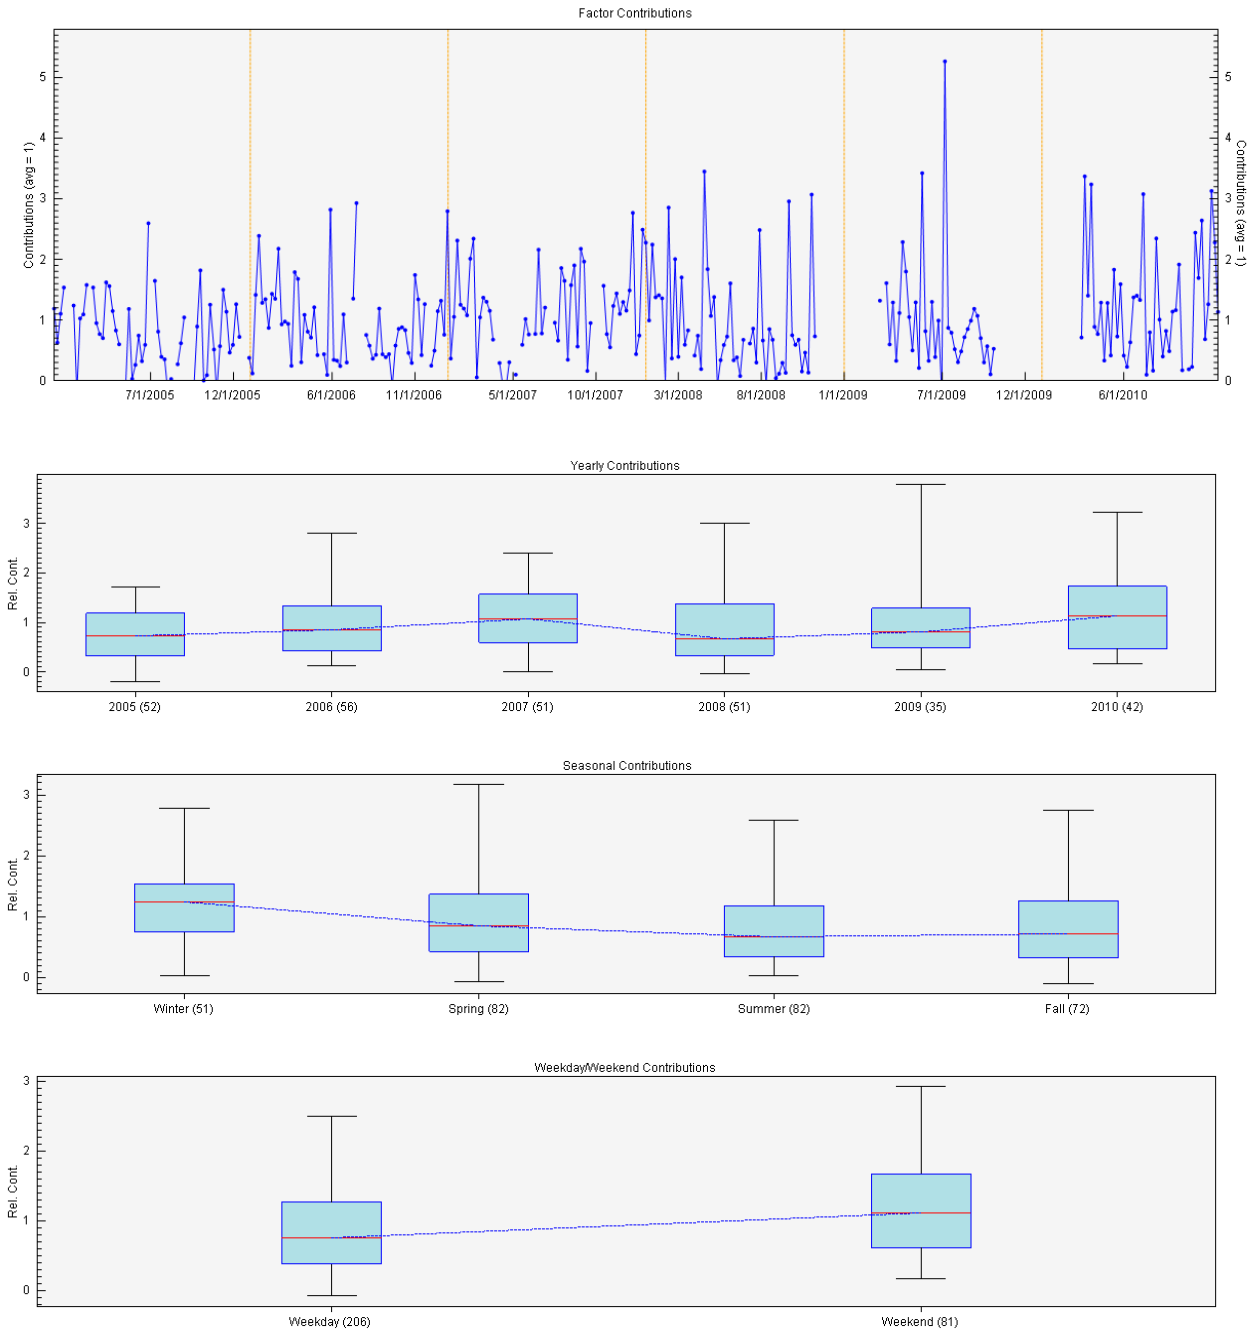 Factor Contributions
Contributions (avg = 1)
5 5
4 4
3 3
2 2
1 1
0 0
Contributions (avg = 1)
7/1/2005 12/1/2005 6/1/2006 11/1/2006 5/1/2007 10/1/2007 3/1/2008 8/1/2008 1/1/2009 7/1/2009 12/1/2009 6/1/2010
Yearly Contributions
Rel. Cont.
3
2
1
0
2005 (52) 2006 (56) 2007 (51) 2008 (51) 2009 (35) 2010 (42)
Seasonal Contributions
Rel. Cont.
3
2
1
0
Winter (51) Spring (82) Summer (82) Fall (72)
Weekday/Weekend Contributions
Rel. Cont.
3
2
1
0
Weekday (206) Weekend (81)